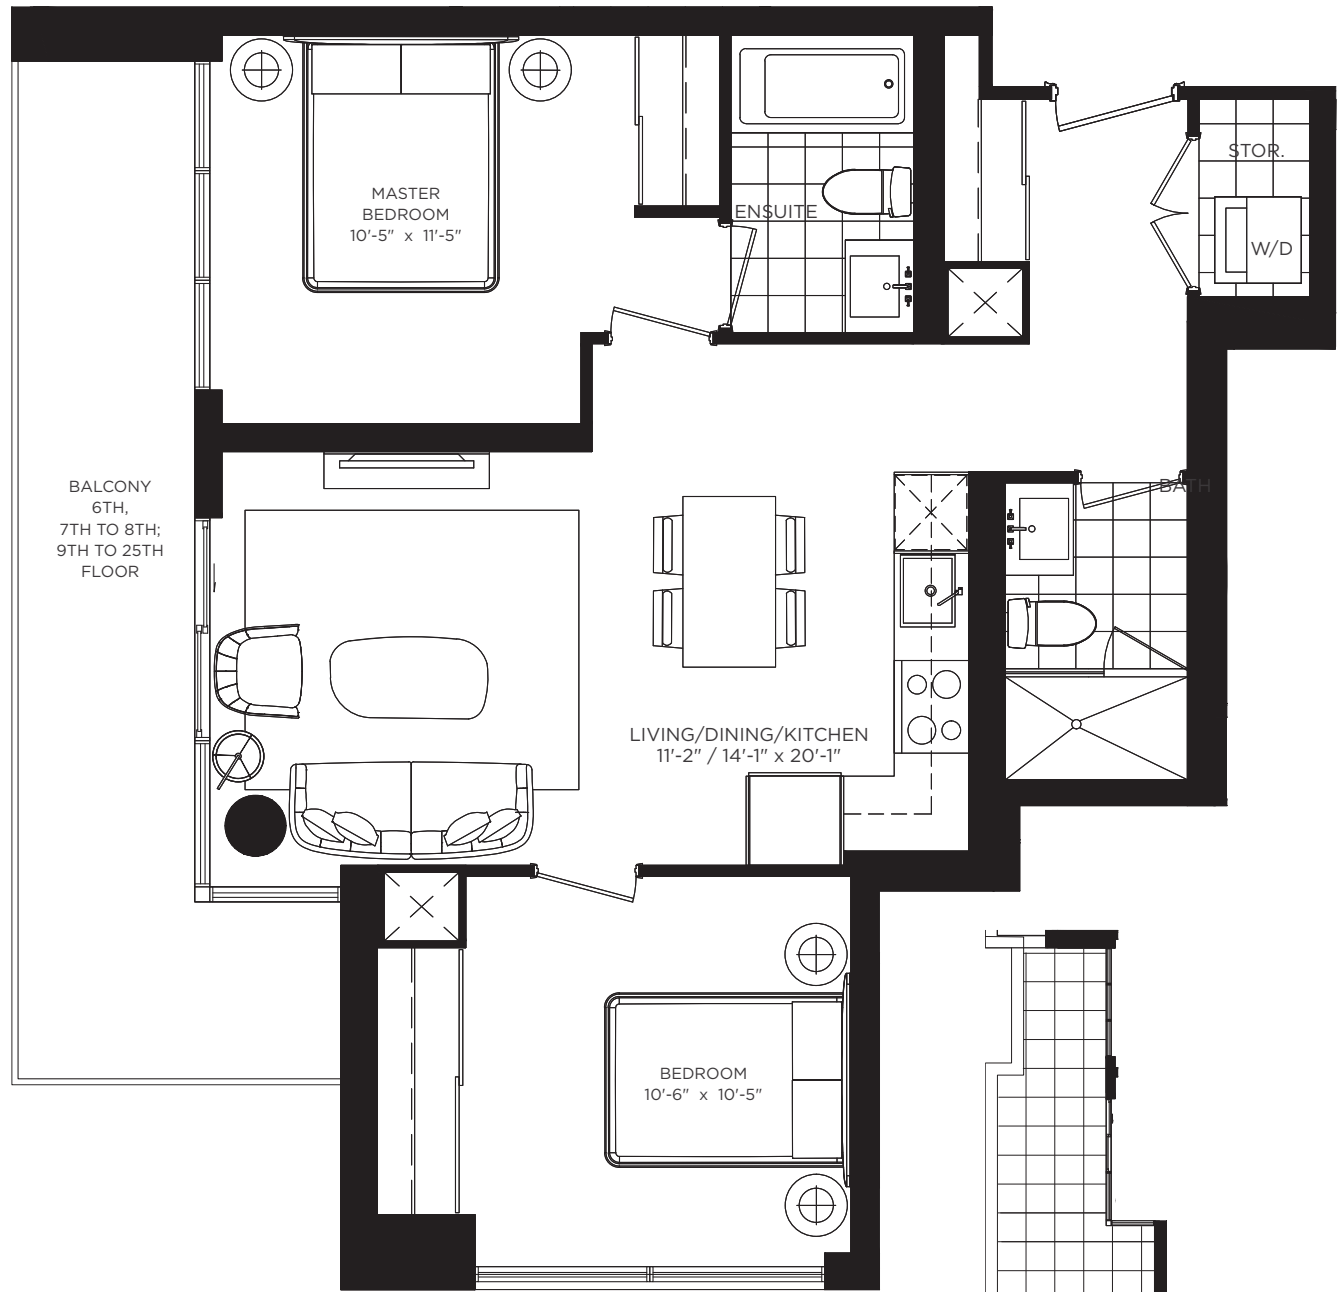 STOR.
W/D
MASTER
BEDROOM
10'-5" x 11'-5"
ENSUITE
BALCONY
6TH,
7TH TO 8TH;
9TH TO 25TH
FLOOR
BATH
LIVING/DINING/KITCHEN
11'-2" / 14'-1" x 20'-1"
BEDROOM
10'-6" x 10'-5"